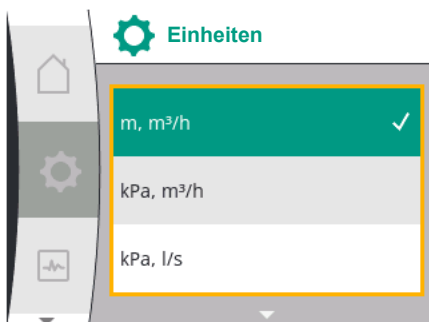 Einheiten
m, m³/h
kPa, m³/h
kPa, l/s